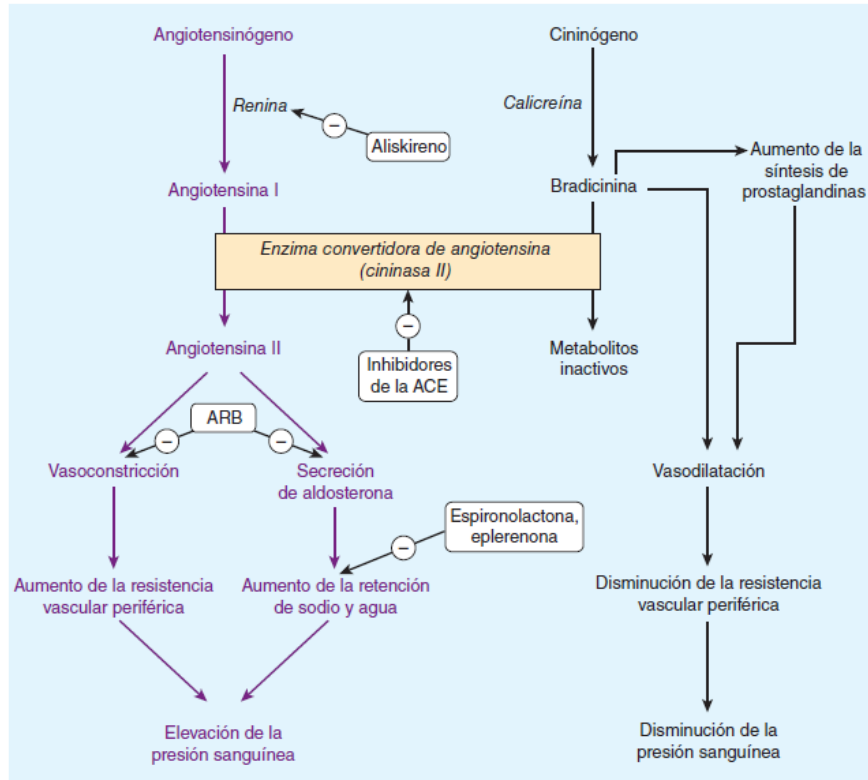 Angiotensinógeno
Cininógeno
Renina
Calicreína
−
Aliskireno
Aumento de la
síntesis de
prostaglandinas
Angiotensina I
Bradicinina
Enzima convertidora de angiotensina
(cininasa II)
−
Angiotensina II
Inhibidores
de la ACE
Metabolitos
inactivos
ARB
−
−
Vasoconstricción
Secreción
de aldosterona
Vasodilatación
Espironolactona,
eplerenona
−
Aumento de la resistencia
vascular periférica
Aumento de la retención
de sodio y agua
Disminución de la resistencia
vascular periférica
Elevación de la
presión sanguínea
Disminución de la
presión sanguínea